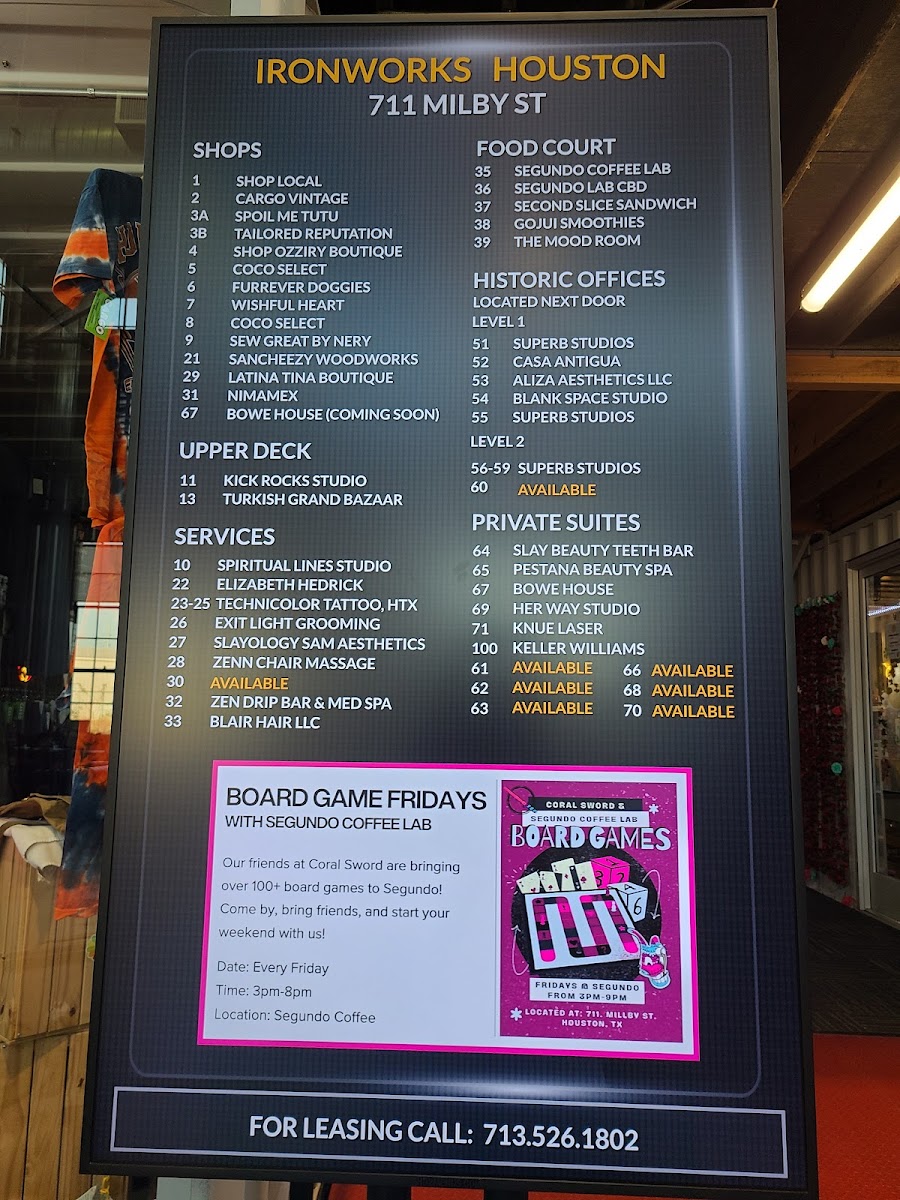 IRONWORKS HOUSTON
711 MILBY ST
SHOPS
1 SHOP LOCAL
2 CARGO VINTAGE
3A SPOIL ME TUTU
3B TAILORED REPUTATION
4 SHOP OZZIRY BOUTIQUE
5 COCO SELECT
6 FURREVER DOGGIES
7 WISHFUL HEART
8 COCO SELECT
9 SEW GREAT BY NERY
21 SANCHEEZY WOODWORKS
29 LATINA TINA BOUTIQUE
31 NIMAMEX
67 BOWE HOUSE (COMING SOON)
UPPER DECK
11 KICK ROCKS STUDIO
13 TURKISH GRAND BAZAAR
SERVICES
10 SPIRITUAL LINES STUDIO
22 ELIZABETH HEDRICK
23-25 TECHNICOLOR TATTOO, HTX
26 EXIT LIGHT GROOMING
27 SLAYOLOGY SAM AESTHETICS
28 ZENN CHAIR MASSAGE
30 AVAILABLE
32 ZEN DRIP BAR & MED SPA
33 BLAIR HAIR LLC
FOOD COURT
35 SEGUNDO COFFEE LAB
36 SEGUNDO LAB CBD
37 SECOND SLICE SANDWICH
38 GOJUI SMOOTHIES
39 THE MOOD ROOM
HISTORIC OFFICES
LOCATED NEXT DOOR
LEVEL 1
51 SUPERB STUDIOS
52 CASA ANTIGUA
53 ALIZA AESTHETICS LLC
54 BLANK SPACE STUDIO
55 SUPERB STUDIOS
LEVEL 2
56-59 SUPERB STUDIOS
60 AVAILABLE
PRIVATE SUITES
64 SLAY BEAUTY TEETH BAR
65 PESTANA BEAUTY SPA
67 BOWE HOUSE
69 HER WAY STUDIO
71 KNUE LASER
100 KELLER WILLIAMS
61 AVAILABLE 66 AVAILABLE
62 AVAILABLE 68 AVAILABLE
63 AVAILABLE 70 AVAILABLE
BOARD GAME FRIDAYS
WITH SEGUNDO COFFEE LAB
Our friends at Coral Sword are bringing
over 100+ board games to Segundo!
Come by, bring friends, and start your
weekend with us!
Date: Every Friday
Time: 3pm-8pm
Location: Segundo Coffee
CORAL SWORD &
SEGUNDO COFFEE LAB
BOARD GAMES
FRIDAYS @ SEGUNDO
FROM 3PM-9PM
LOCATED AT: 711. MILLBY ST.
HOUSTON, TX
FOR LEASING CALL: 713.526.1802